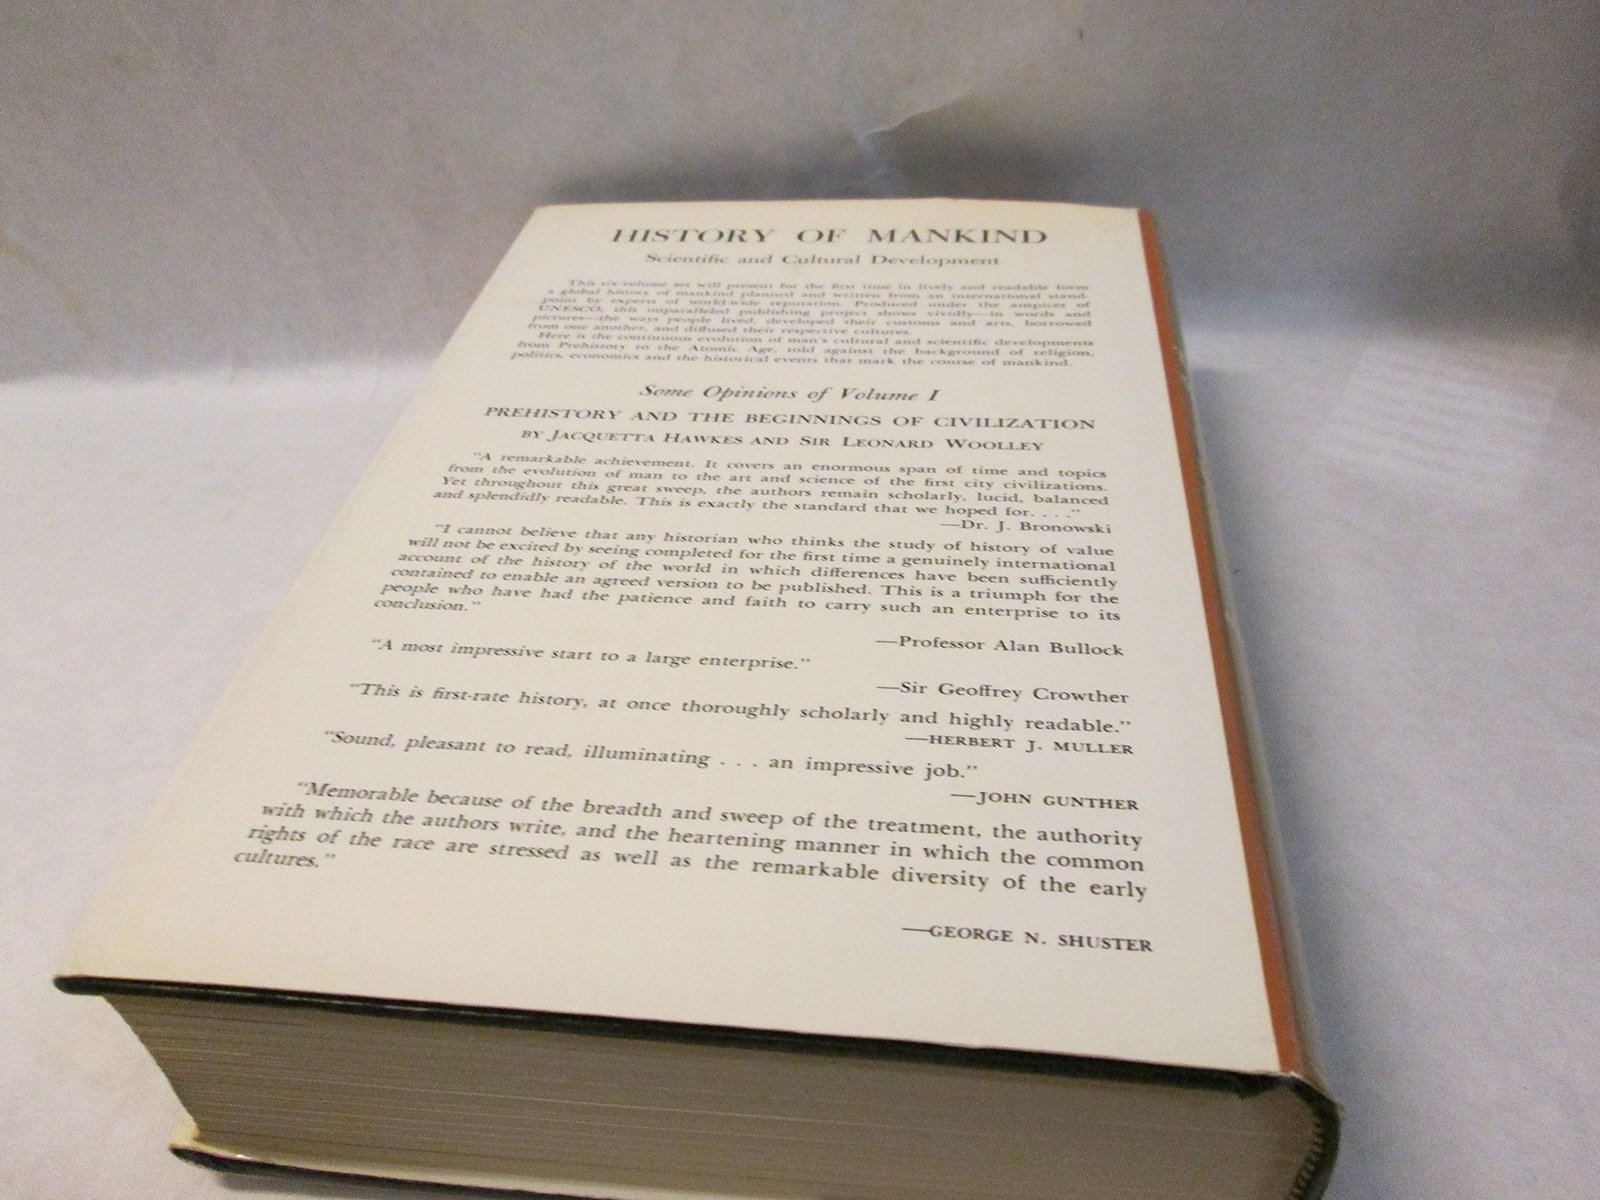 HISTORY OF MANKIND
Scientific and Cultural Development
This six-volume set will present for the first time in lively and readable form
a global history of mankind planned and written from an international stand-
point by experts of world-wide reputation. Produced under the auspices of
UNESCO, this unparalleled publishing project shows vividly—in words and
pictures—the ways people lived, developed their customs and arts, borrowed
from one another, and diffused their respective cultures.
Here is the continuous evolution of man's cultural and scientific developments
from Prehistory to the Atomic Age, told against the background of religion,
politics, economics and the historical events that mark the course of mankind.
Some Opinions of Volume I
PREHISTORY AND THE BEGINNINGS OF CIVILIZATION
BY JACQUETTA HAWKES AND SIR LEONARD WOOLLEY
"A remarkable achievement. It covers an enormous span of time and topics
from the evolution of man to the art and science of the first city civilizations.
Yet throughout this great sweep, the authors remain scholarly, lucid, balanced
and splendidly readable. This is exactly the standard that we hoped for. . . ."
—Dr. J. Bronowski
"I cannot believe that any historian who thinks the study of history of value
will not be excited by seeing completed for the first time a genuinely international
account of the history of the world in which differences have been sufficiently
contained to enable an agreed version to be published. This is a triumph for the
people who have had the patience and faith to carry such an enterprise to its
conclusion."
—Professor Alan Bullock
"A most impressive start to a large enterprise."
—Sir Geoffrey Crowther
"This is first-rate history, at once thoroughly scholarly and highly readable."
—HERBERT J. MULLER
"Sound, pleasant to read, illuminating . . . an impressive job."
—JOHN GUNTHER
"Memorable because of the breadth and sweep of the treatment, the authority
with which the authors write, and the heartening manner in which the common
rights of the race are stressed as well as the remarkable diversity of the early
cultures."
—GEORGE N. SHUSTER